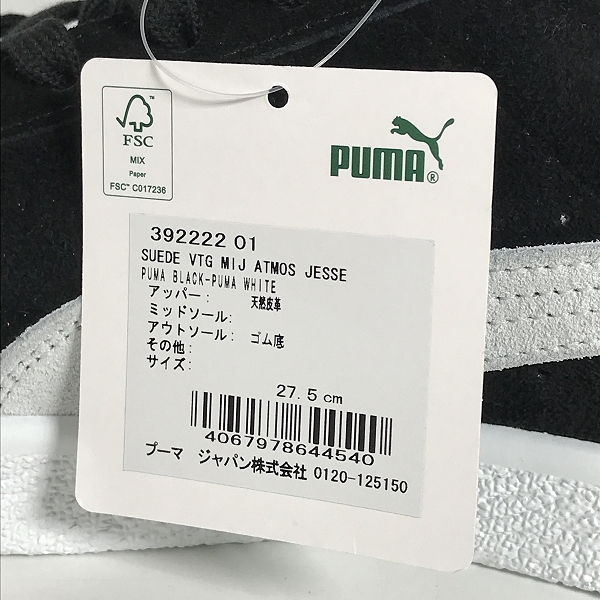 FSC
MIX
Paper
FSC™ C017236
PUMA®
392222 01
SUEDE VTG MIJ ATMOS JESSE
PUMA BLACK-PUMA WHITE
アッパー: 天然皮革
ミッドソール:
アウトソール: ゴム底
その他:
サイズ:
27.5cm
4067978644540
プーマ ジャパン株式会社 0120-125150